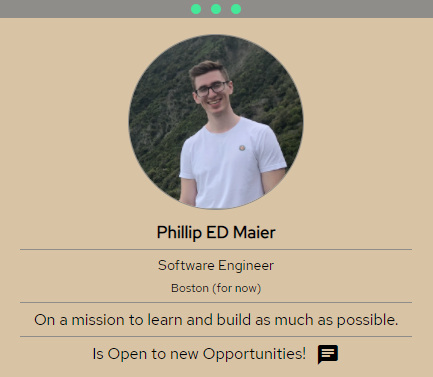 Phillip ED Maier
Software Engineer
Boston (for now)
On a mission to learn and build as much as possible.
Is Open to new Opportunities!